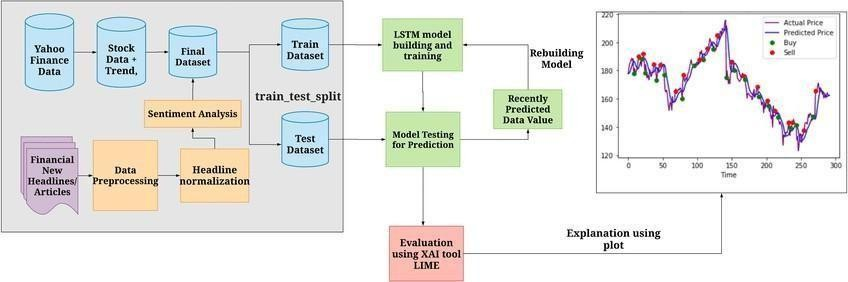 Yahoo
Finance
Data
Stock
Data +
Trend,
Final
Dataset
Train
Dataset
train_test_split
Test
Dataset
Sentiment Analysis
Financial
New
Headlines/
Articles
Data
Preprocessing
Headline
normalization
LSTM model
building and
training
Rebuilding
Model
Recently
Predicted
Data Value
Model Testing
for Prediction
Evaluation
using XAI tool
LIME
Explanation using
plot
Actual Price
Predicted Price
Buy
Sell
220
200
180
160
140
120
0 50 100 150 200 250 300
Time